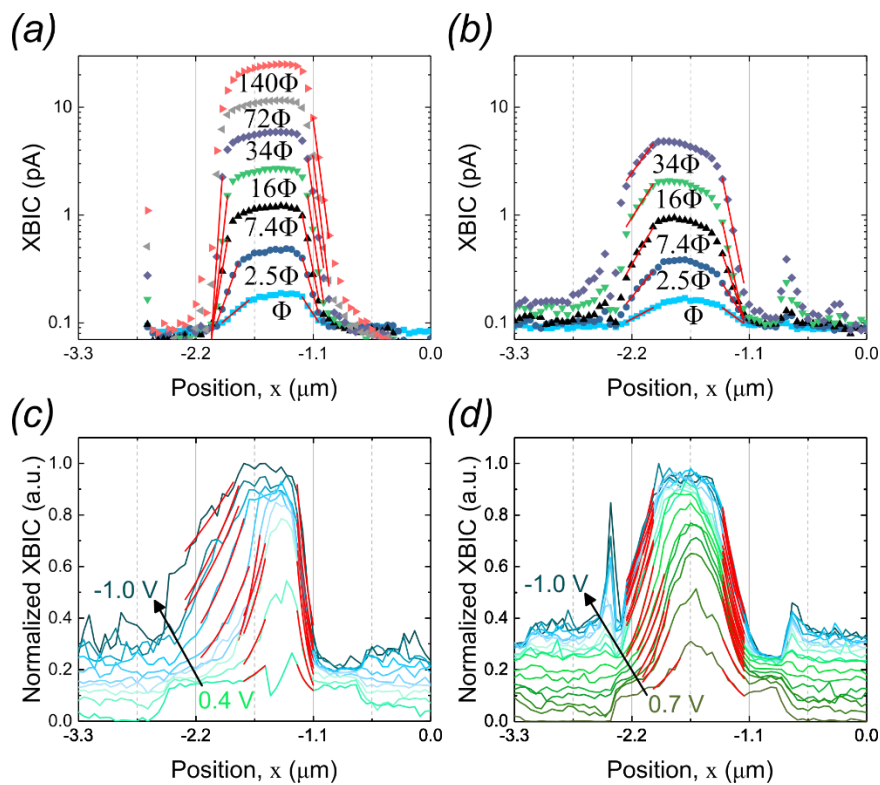 (a)
(b)
XBIC (pA)
10
1
0.1
140Φ
72Φ
34Φ
16Φ
7.4Φ
2.5Φ
Φ
-3.3 -2.2 -1.1 0.0
Position, x (μm)
XBIC (pA)
10
1
0.1
34Φ
16Φ
7.4Φ
2.5Φ
Φ
-3.3 -2.2 -1.1 0.0
Position, x (μm)
(c)
(d)
Normalized XBIC (a.u.)
1.0
0.8
0.6
0.4
0.2
0.0
-1.0 V
0.4 V
-3.3 -2.2 -1.1 0.0
Position, x (μm)
Normalized XBIC (a.u.)
1.0
0.8
0.6
0.4
0.2
0.0
-1.0 V
0.7 V
-3.3 -2.2 -1.1 0.0
Position, x (μm)